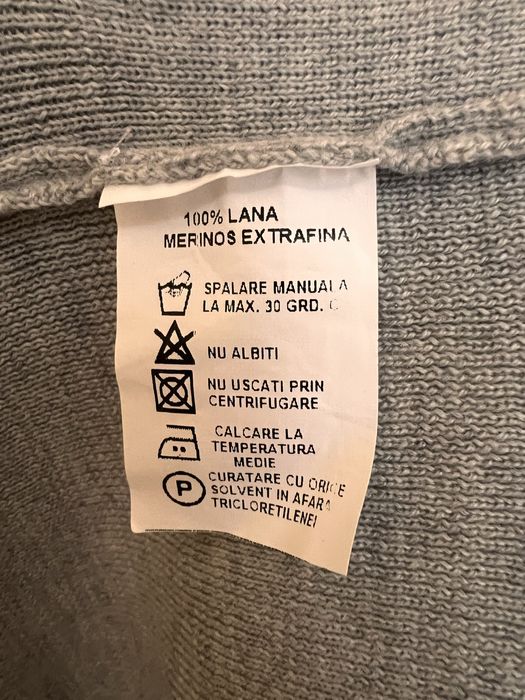 100% LANA
MERINOS EXTRAFINA
SPALARE MANUALA
LA MAX. 30 GRD. C
NU ALBITI
NU USCATI PRIN
CENTRIFUGARE
CALCARE LA
TEMPERATURA
MEDIE
P
CURATARE CU ORICE
SOLVENT IN AFARA
TRICLORETILENEI